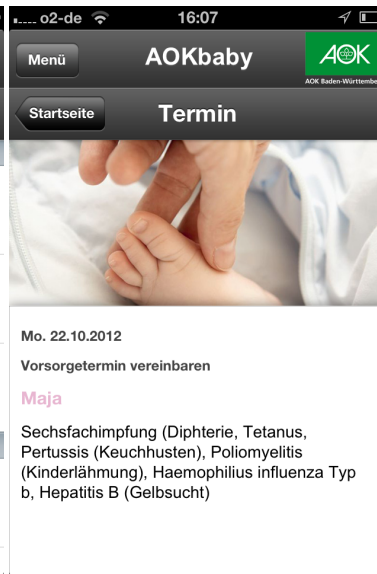 o2-de 16:07
Menü AOKbaby AOK
AOK Baden-Württembe
Startseite Termin
Mo. 22.10.2012
Vorsorgetermin vereinbaren
Maja
Sechsfachimpfung (Diphterie, Tetanus,
Pertussis (Keuchhusten), Poliomyelitis
(Kinderlähmung), Haemophilius influenza Typ
b, Hepatitis B (Gelbsucht)